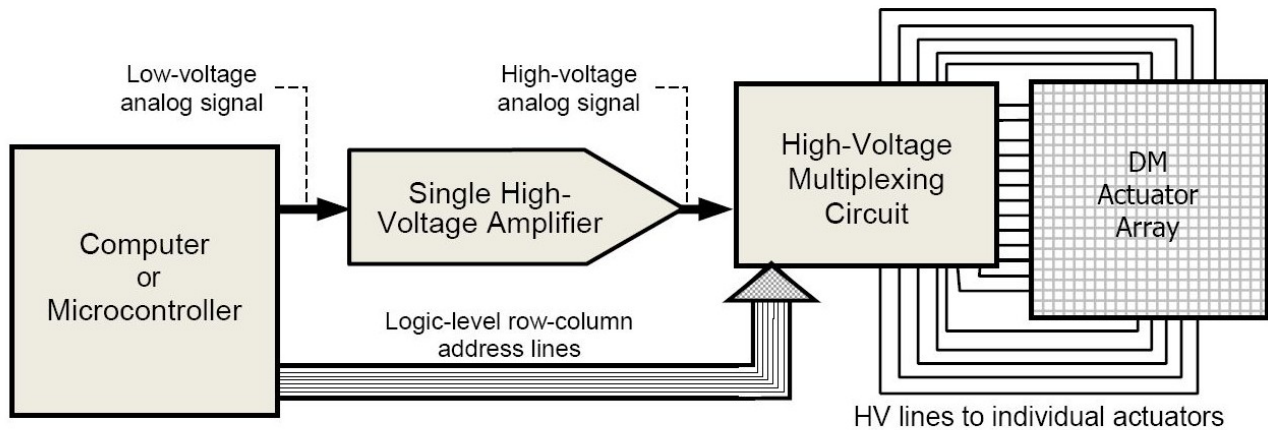 Low-voltage
analog signal
High-voltage
analog signal
Computer
or
Microcontroller
Single High-
Voltage Amplifier
High-Voltage
Multiplexing
Circuit
DM
Actuator
Array
Logic-level row-column
address lines
HV lines to individual actuators